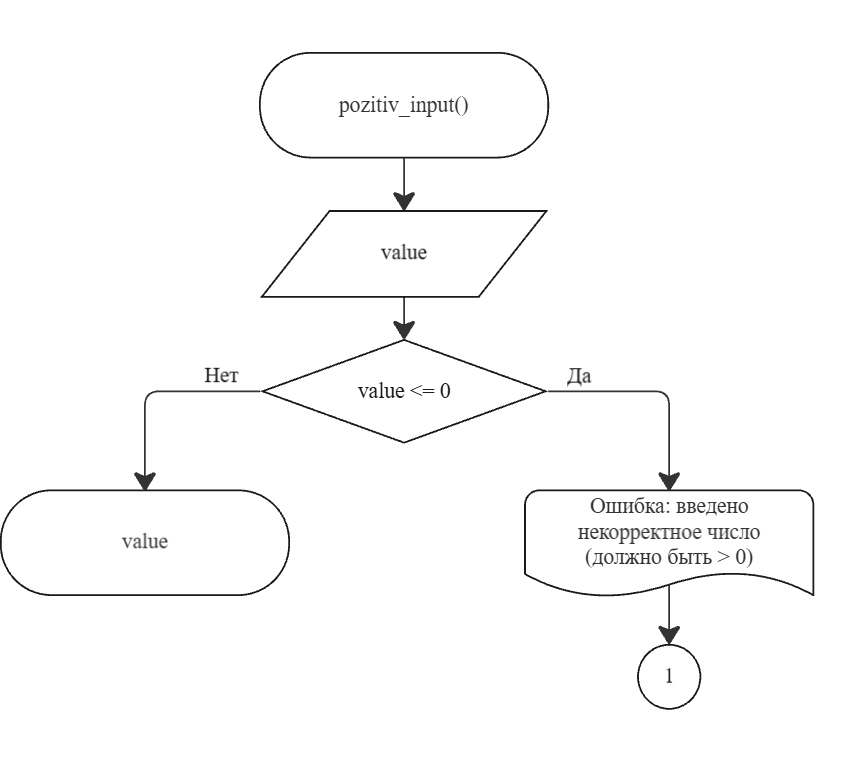 pozitiv_input()
value
Нет
value <= 0
Да
value
Ошибка: введено
некорректное число
(должно быть > 0)
1